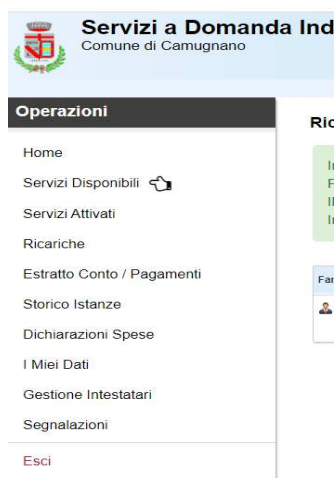 Servizi a Domanda Ind
Comune di Camugnano
Operazioni
Home
Servizi Disponibili
Servizi Attivati
Ricariche
Estratto Conto / Pagamenti
Storico Istanze
Dichiarazioni Spese
I Miei Dati
Gestione Intestatari
Segnalazioni
Esci
Ric
Far